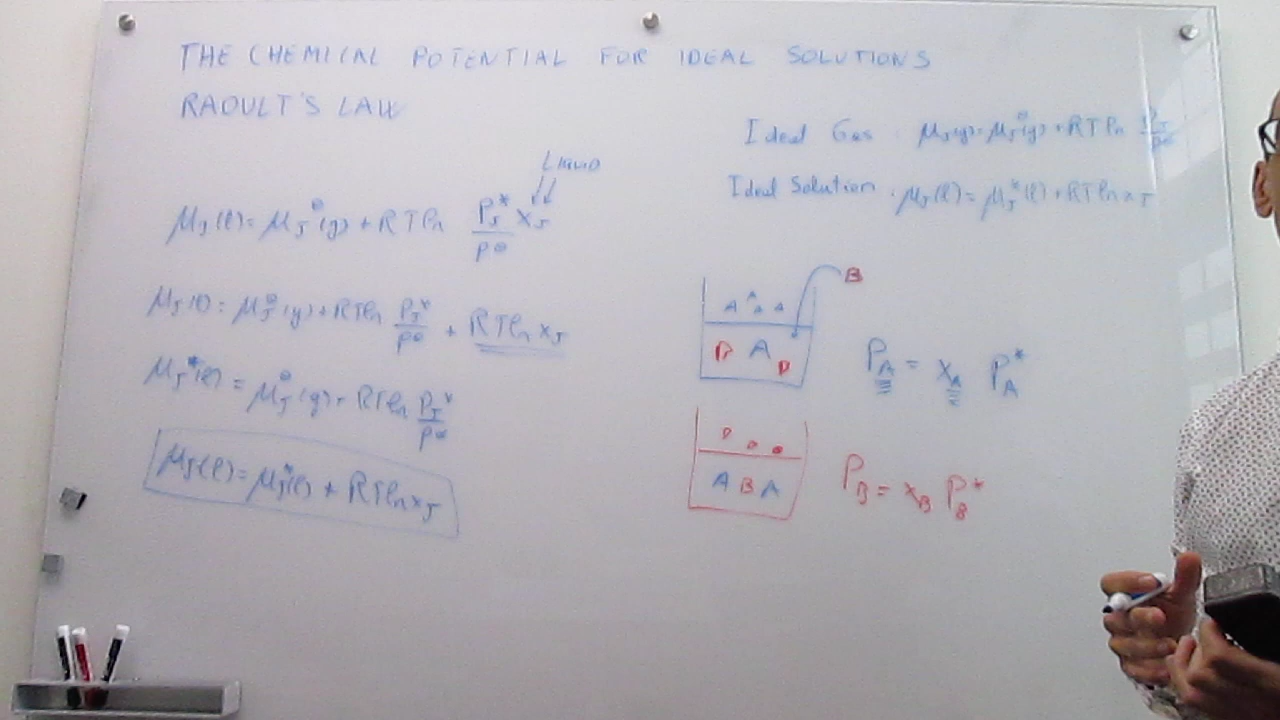 THE CHEMICAL POTENTIAL FOR IDEAL SOLUTIONS
RAOULT'S LAW
LIQUID
μJ(l) = μJ⊖(g) + RTln PJ* xJ / P⊖
μJ(l) = μJ⊖(g) + RTln PJ*/P⊖ + RTln xJ
μJ*(l) = μJ⊖(g) + RTln PJ*/P⊖
μJ(l) = μJ*(l) + RTln xJ
Ideal Gas . μJ(g) = μJ⊖(g) + RTln PJ/P⊖
Ideal Solution . μJ(l) = μJ*(l) + RTln xJ
B
A A A A
B A B
PA = xA PA*
B B B
A B A
PB = xB PB*